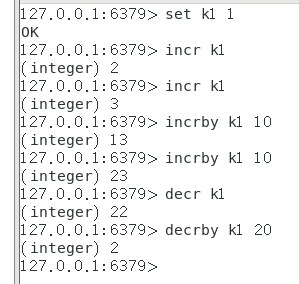 127.0.0.1:6379> set k1 1
OK
127.0.0.1:6379> incr k1
(integer) 2
127.0.0.1:6379> incr k1
(integer) 3
127.0.0.1:6379> incrby k1 10
(integer) 13
127.0.0.1:6379> incrby k1 10
(integer) 23
127.0.0.1:6379> decr k1
(integer) 22
127.0.0.1:6379> decrby k1 20
(integer) 2
127.0.0.1:6379>